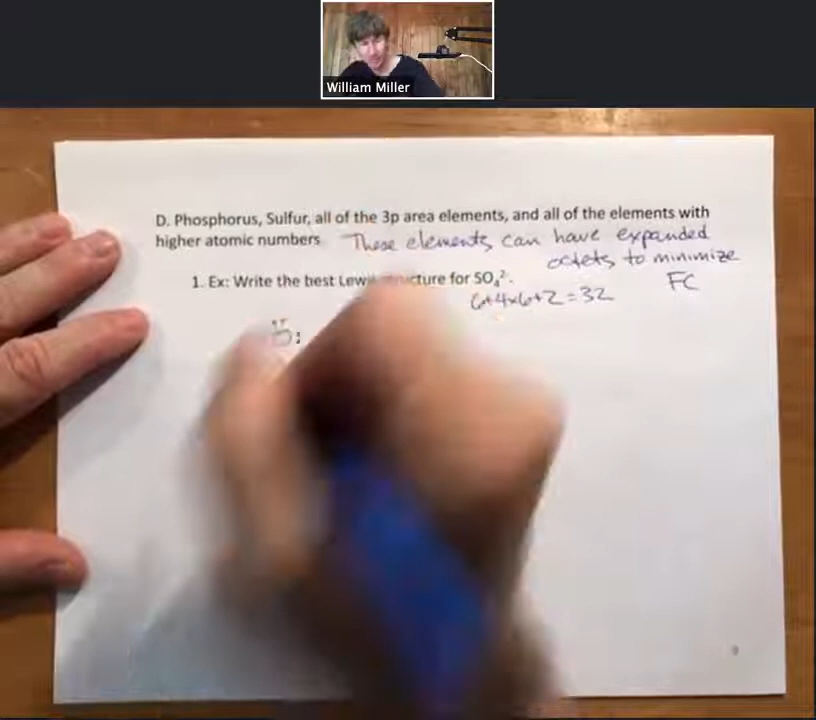 William Miller
D. Phosphorus, Sulfur, all of the 3p area elements, and all of the elements with
higher atomic numbers These elements can have expanded
octets to minimize
1. Ex: Write the best Lewis structure for SO₄²⁻. FC
6+4x6+2=32
:O: